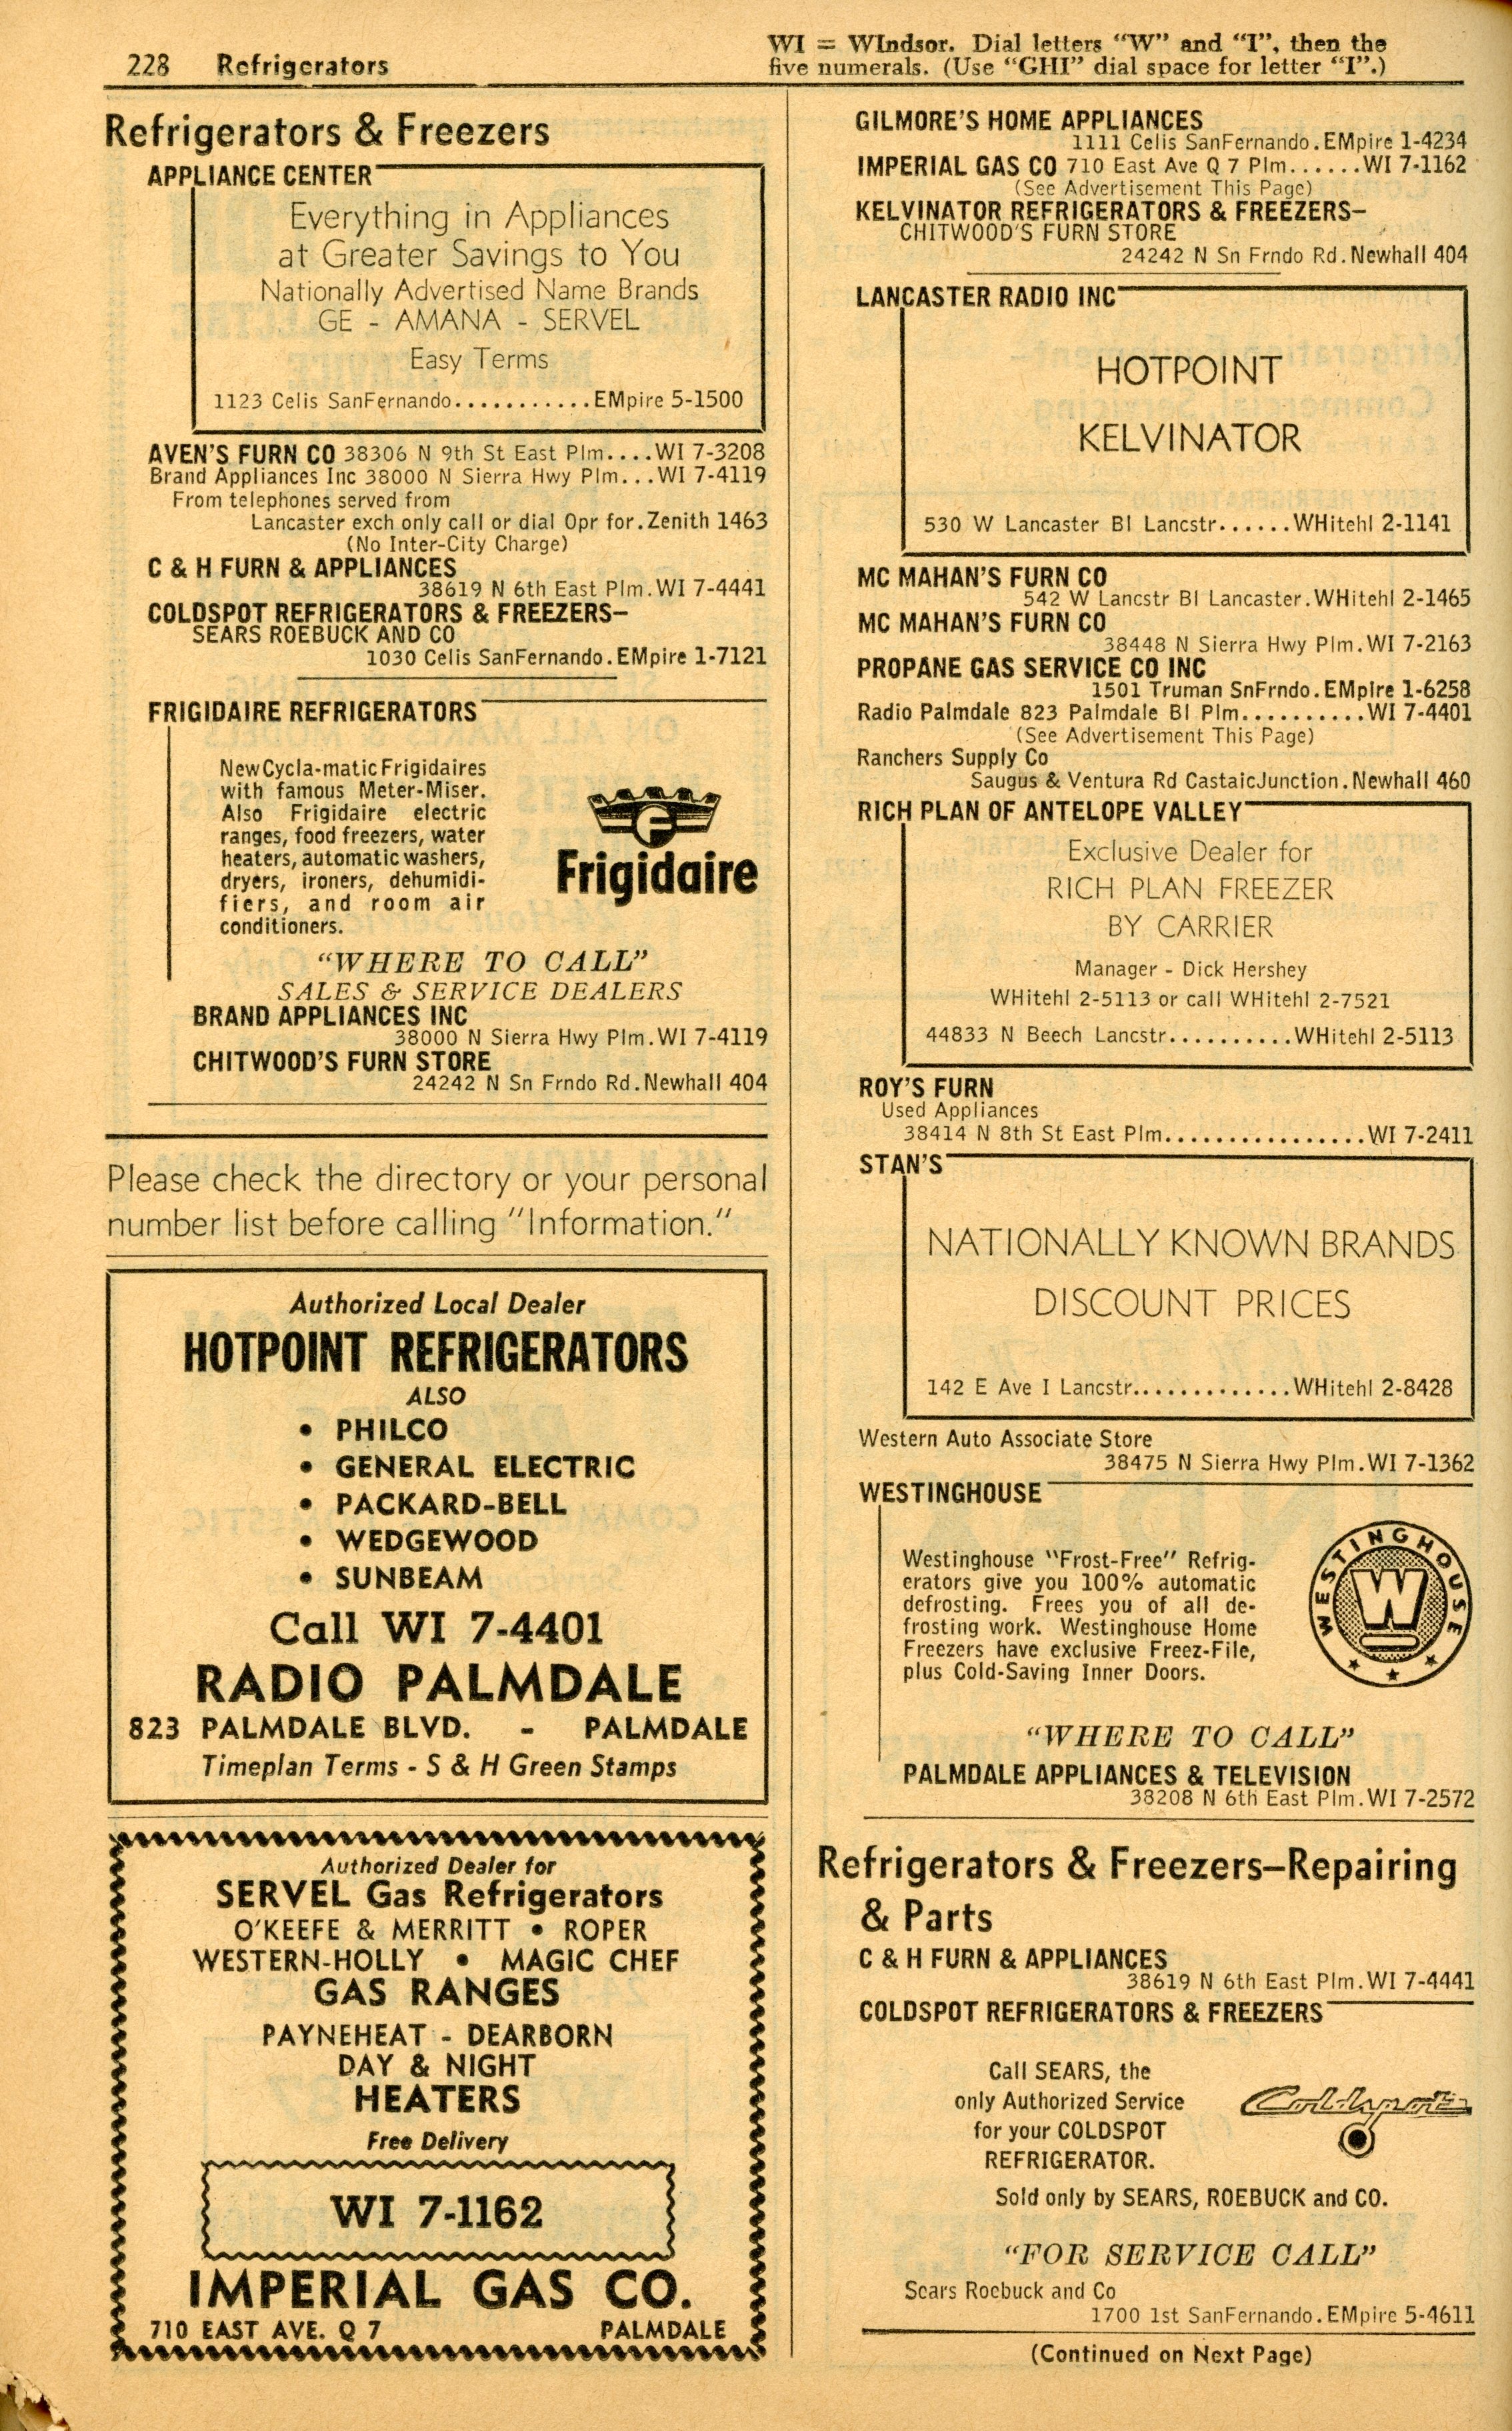 228 Refrigerators
WI = WIndsor. Dial letters "W" and "I", then the
five numerals. (Use "GHI" dial space for letter "I".)
Refrigerators & Freezers
APPLIANCE CENTER
Everything in Appliances
at Greater Savings to You
Nationally Advertised Name Brands
GE - AMANA - SERVEL
Easy Terms
1123 Celis SanFernando...........EMpire 5-1500
AVEN'S FURN CO 38306 N 9th St East Plm....WI 7-3208
Brand Appliances Inc 38000 N Sierra Hwy Plm...WI 7-4119
From telephones served from
Lancaster exch only call or dial Opr for.Zenith 1463
(No Inter-City Charge)
C & H FURN & APPLIANCES
38619 N 6th East Plm.WI 7-4441
COLDSPOT REFRIGERATORS & FREEZERS—
SEARS ROEBUCK AND CO
1030 Celis SanFernando.EMpire 1-7121
FRIGIDAIRE REFRIGERATORS
New Cycla-matic Frigidaires
with famous Meter-Miser.
Also Frigidaire electric
ranges, food freezers, water
heaters, automatic washers,
dryers, ironers, dehumidi-
fiers, and room air
conditioners.
F
Frigidaire
"WHERE TO CALL"
SALES & SERVICE DEALERS
BRAND APPLIANCES INC
38000 N Sierra Hwy Plm.WI 7-4119
CHITWOOD'S FURN STORE
24242 N Sn Frndo Rd.Newhall 404
Please check the directory or your personal
number list before calling "Information."
Authorized Local Dealer
HOTPOINT REFRIGERATORS
ALSO
• PHILCO
• GENERAL ELECTRIC
• PACKARD-BELL
• WEDGEWOOD
• SUNBEAM
Call WI 7-4401
RADIO PALMDALE
823 PALMDALE BLVD. - PALMDALE
Timeplan Terms - S & H Green Stamps
Authorized Dealer for
SERVEL Gas Refrigerators
O'KEEFE & MERRITT • ROPER
WESTERN-HOLLY • MAGIC CHEF
GAS RANGES
PAYNEHEAT - DEARBORN
DAY & NIGHT
HEATERS
Free Delivery
WI 7-1162
IMPERIAL GAS CO.
710 EAST AVE. Q 7 PALMDALE
GILMORE'S HOME APPLIANCES
1111 Celis SanFernando.EMpire 1-4234
IMPERIAL GAS CO 710 East Ave Q 7 Plm......WI 7-1162
(See Advertisement This Page)
KELVINATOR REFRIGERATORS & FREEZERS—
CHITWOOD'S FURN STORE
24242 N Sn Frndo Rd.Newhall 404
LANCASTER RADIO INC
HOTPOINT
KELVINATOR
530 W Lancaster Bl Lancstr......WHitehl 2-1141
MC MAHAN'S FURN CO
542 W Lancstr Bl Lancaster.WHitehl 2-1465
MC MAHAN'S FURN CO
38448 N Sierra Hwy Plm.WI 7-2163
PROPANE GAS SERVICE CO INC
1501 Truman SnFrndo.EMpire 1-6258
Radio Palmdale 823 Palmdale Bl Plm..........WI 7-4401
(See Advertisement This Page)
Ranchers Supply Co
Saugus & Ventura Rd CastaicJunction.Newhall 460
RICH PLAN OF ANTELOPE VALLEY
Exclusive Dealer for
RICH PLAN FREEZER
BY CARRIER
Manager - Dick Hershey
WHitehl 2-5113 or call WHitehl 2-7521
44833 N Beech Lancstr..........WHitehl 2-5113
ROY'S FURN
Used Appliances
38414 N 8th St East Plm................WI 7-2411
STAN'S
NATIONALLY KNOWN BRANDS
DISCOUNT PRICES
142 E Ave I Lancstr.............WHitehl 2-8428
Western Auto Associate Store
38475 N Sierra Hwy Plm.WI 7-1362
WESTINGHOUSE
Westinghouse "Frost-Free" Refrig-
erators give you 100% automatic
defrosting. Frees you of all de-
frosting work. Westinghouse Home
Freezers have exclusive Freez-File,
plus Cold-Saving Inner Doors.
WESTINGHOUSE
W
"WHERE TO CALL"
PALMDALE APPLIANCES & TELEVISION
38208 N 6th East Plm.WI 7-2572
Refrigerators & Freezers—Repairing
& Parts
C & H FURN & APPLIANCES
38619 N 6th East Plm.WI 7-4441
COLDSPOT REFRIGERATORS & FREEZERS
Call SEARS, the
only Authorized Service
for your COLDSPOT
REFRIGERATOR.
Coldspot
Sold only by SEARS, ROEBUCK and CO.
"FOR SERVICE CALL"
Sears Roebuck and Co
1700 1st SanFernando.EMpire 5-4611
(Continued on Next Page)